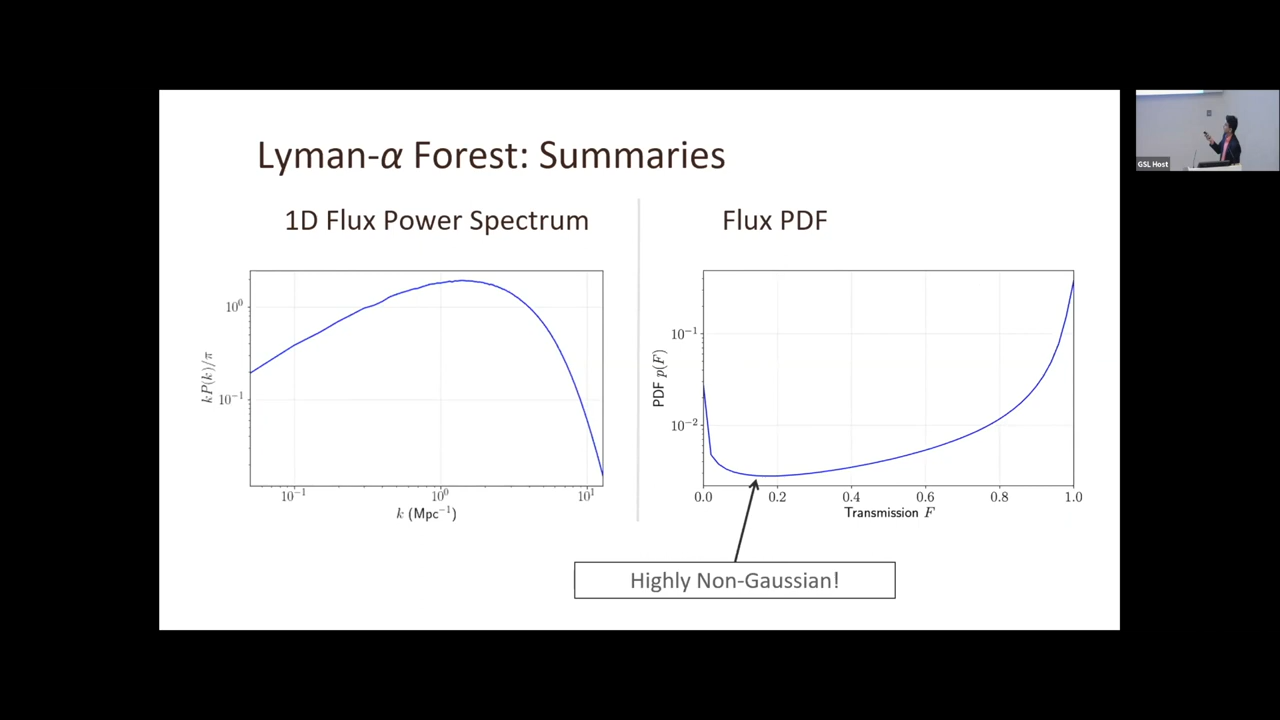 Lyman-α Forest: Summaries
1D Flux Power Spectrum
Flux PDF
kP(k)/π
10⁰
10⁻¹
10⁻¹
10⁰
10¹
k (Mpc⁻¹)
PDF p(F)
10⁻¹
10⁻²
0.0
0.2
0.4
0.6
0.8
1.0
Transmission F
Highly Non-Gaussian!
GSL Host